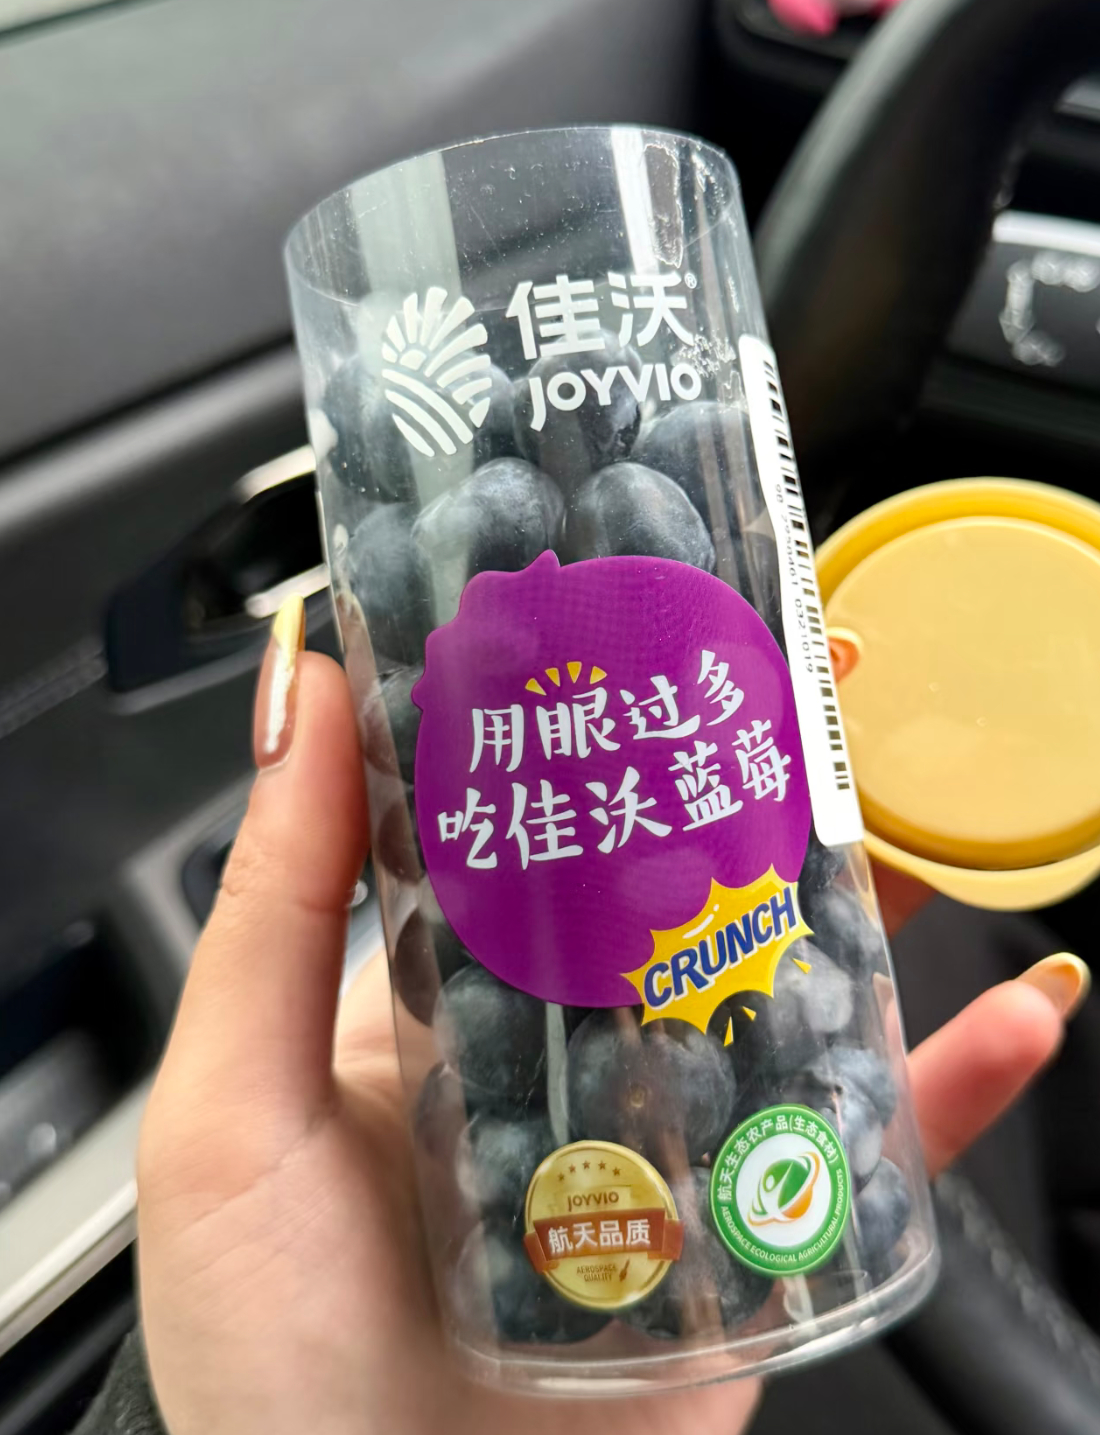 佳沃®
JOYVIO
用眼过多
吃佳沃蓝莓
CRUNCH
JOYVIO
航天品质
AEROSPACE
QUALITY
航天生态农产品(生态食材)
AEROSPACE ECOLOGICAL AGRICULTURAL PRODUCTS